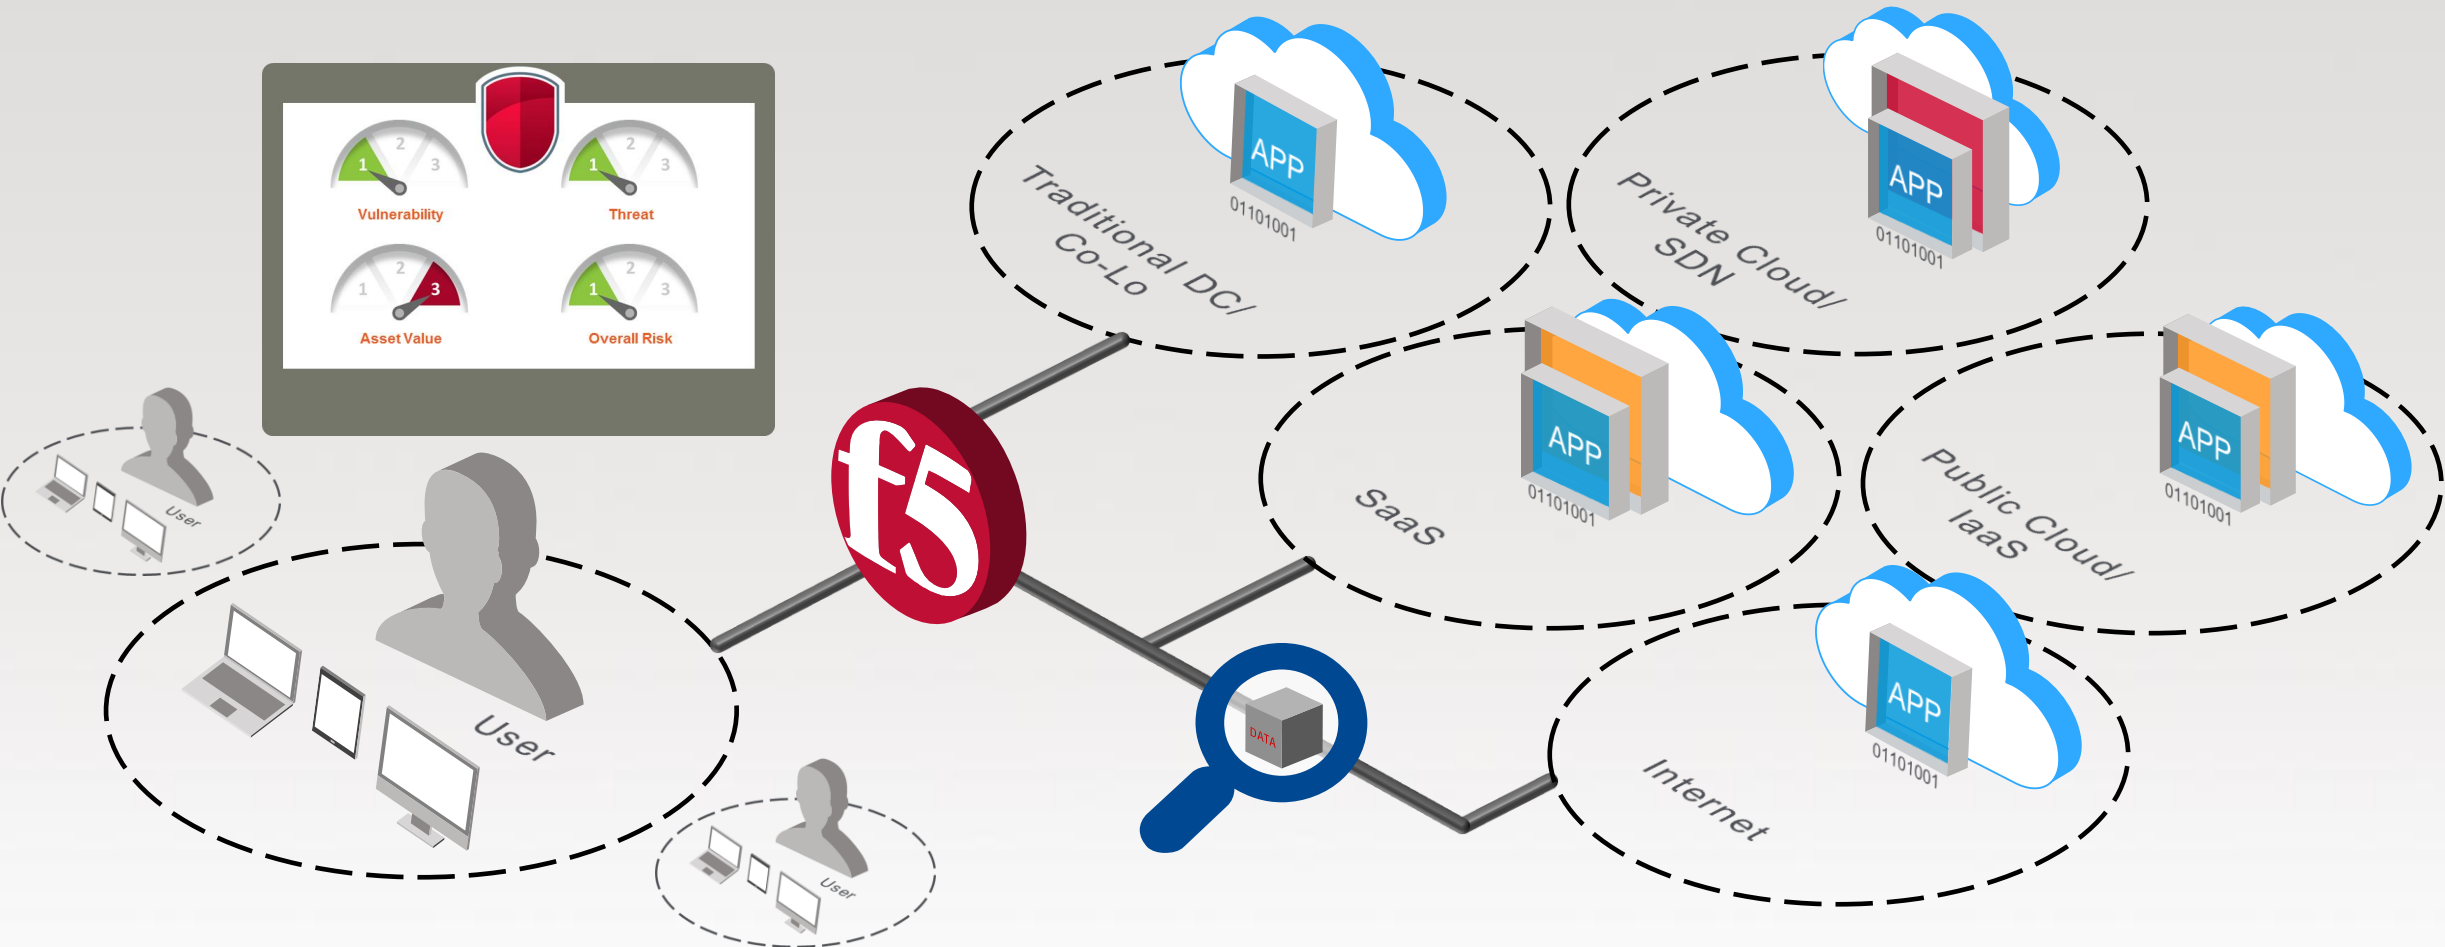 1
2
3
Vulnerability
1
2
3
Threat
1
2
3
Asset Value
1
2
3
Overall Risk
User
User
User
f5
DATA
Traditional DC/
Co-Lo
APP
01101001
Private Cloud/
SDN
APP
01101001
SaaS
APP
01101001
Public Cloud/
IaaS
APP
01101001
Internet
APP
01101001